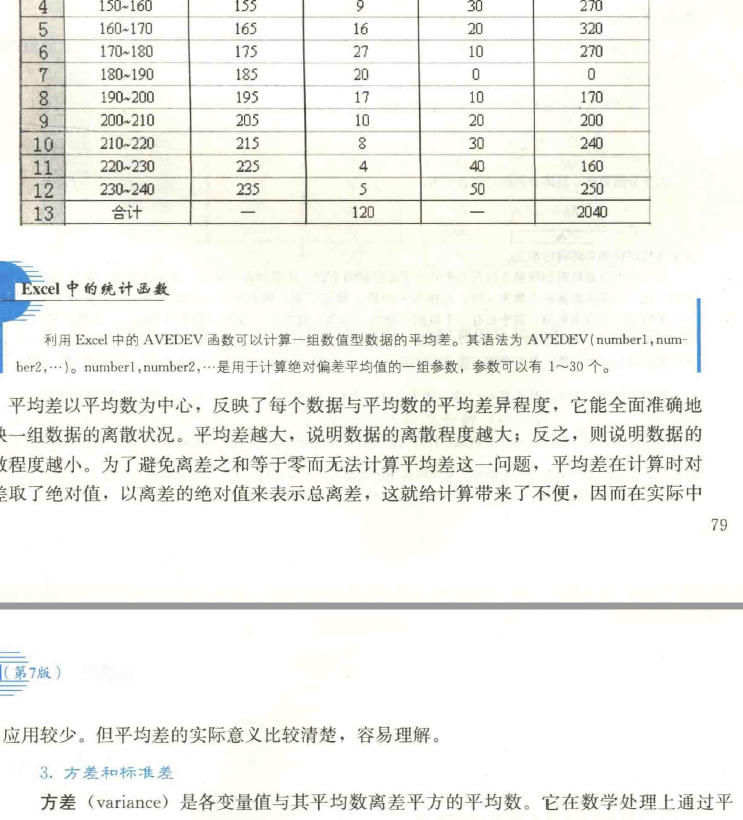 4 150~160 155 9 30 270
5 160~170 165 16 20 320
6 170~180 175 27 10 270
7 180~190 185 20 0 0
8 190~200 195 17 10 170
9 200~210 205 10 20 200
10 210~220 215 8 30 240
11 220~230 225 4 40 160
12 230~240 235 5 50 250
13 合计 — 120 — 2040
Excel 中的统计函数
利用 Excel 中的 AVEDEV 函数可以计算一组数值型数据的平均差。其语法为 AVEDEV(number1,num-
ber2,…)。number1,number2,…是用于计算绝对偏差平均值的一组参数，参数可以有 1～30 个。
平均差以平均数为中心，反映了每个数据与平均数的平均差异程度，它能全面准确地
映一组数据的离散状况。平均差越大，说明数据的离散程度越大；反之，则说明数据的
散程度越小。为了避免离差之和等于零而无法计算平均差这一问题，平均差在计算时对
差取了绝对值，以离差的绝对值来表示总离差，这就给计算带来了不便，因而在实际中
79
（第7版）
应用较少。但平均差的实际意义比较清楚，容易理解。
3. 方差和标准差
方差（variance）是各变量值与其平均数离差平方的平均数。它在数学处理上通过平